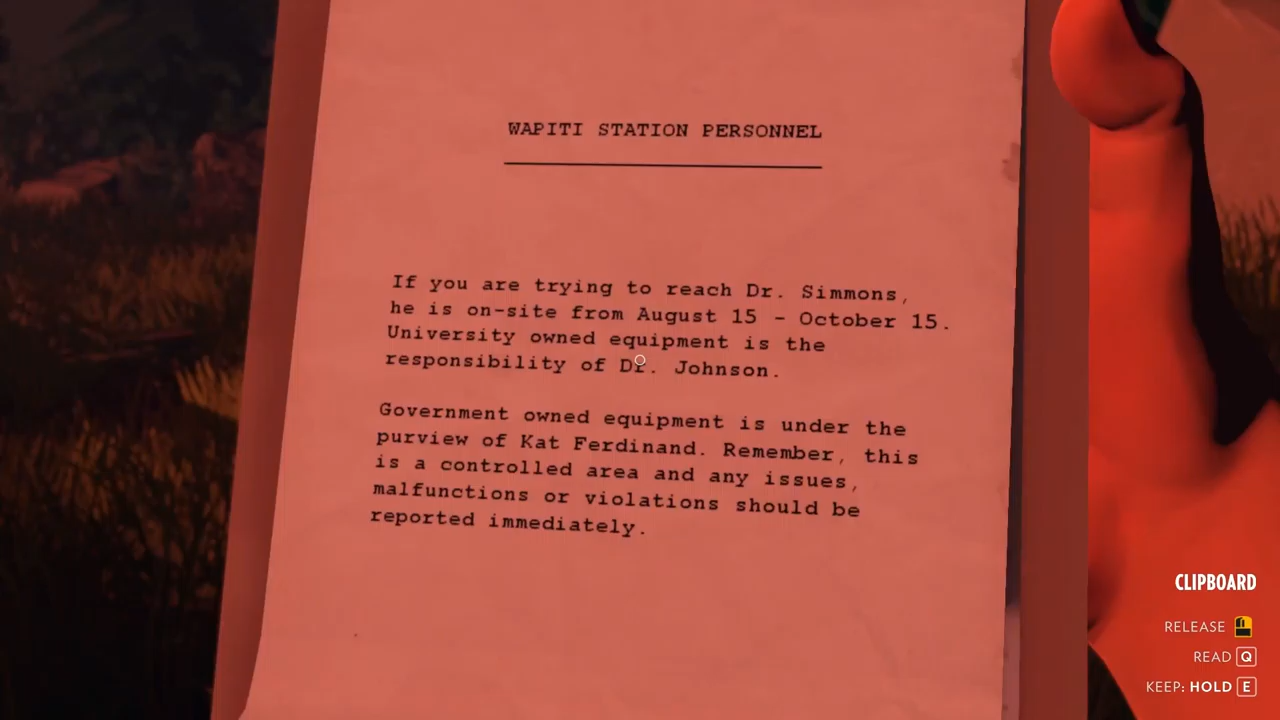 WAPITI STATION PERSONNEL
If you are trying to reach Dr. Simmons,
he is on-site from August 15 - October 15.
University owned equipment is the
responsibility of Dr. Johnson.
Government owned equipment is under the
purview of Kat Ferdinand. Remember, this
is a controlled area and any issues,
malfunctions or violations should be
reported immediately.
CLIPBOARD
RELEASE
READ Q
KEEP: HOLD E